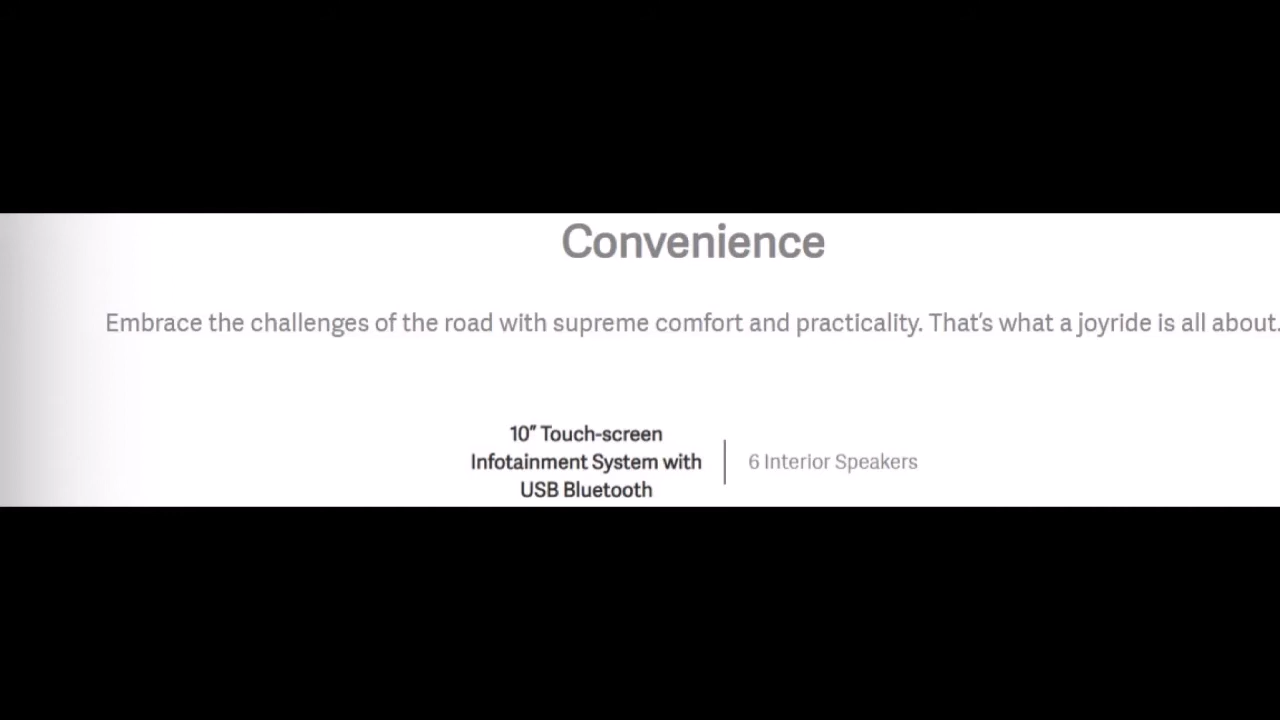 Convenience
Embrace the challenges of the road with supreme comfort and practicality. That's what a joyride is all about.
10" Touch-screen
Infotainment System with
USB Bluetooth
6 Interior Speakers